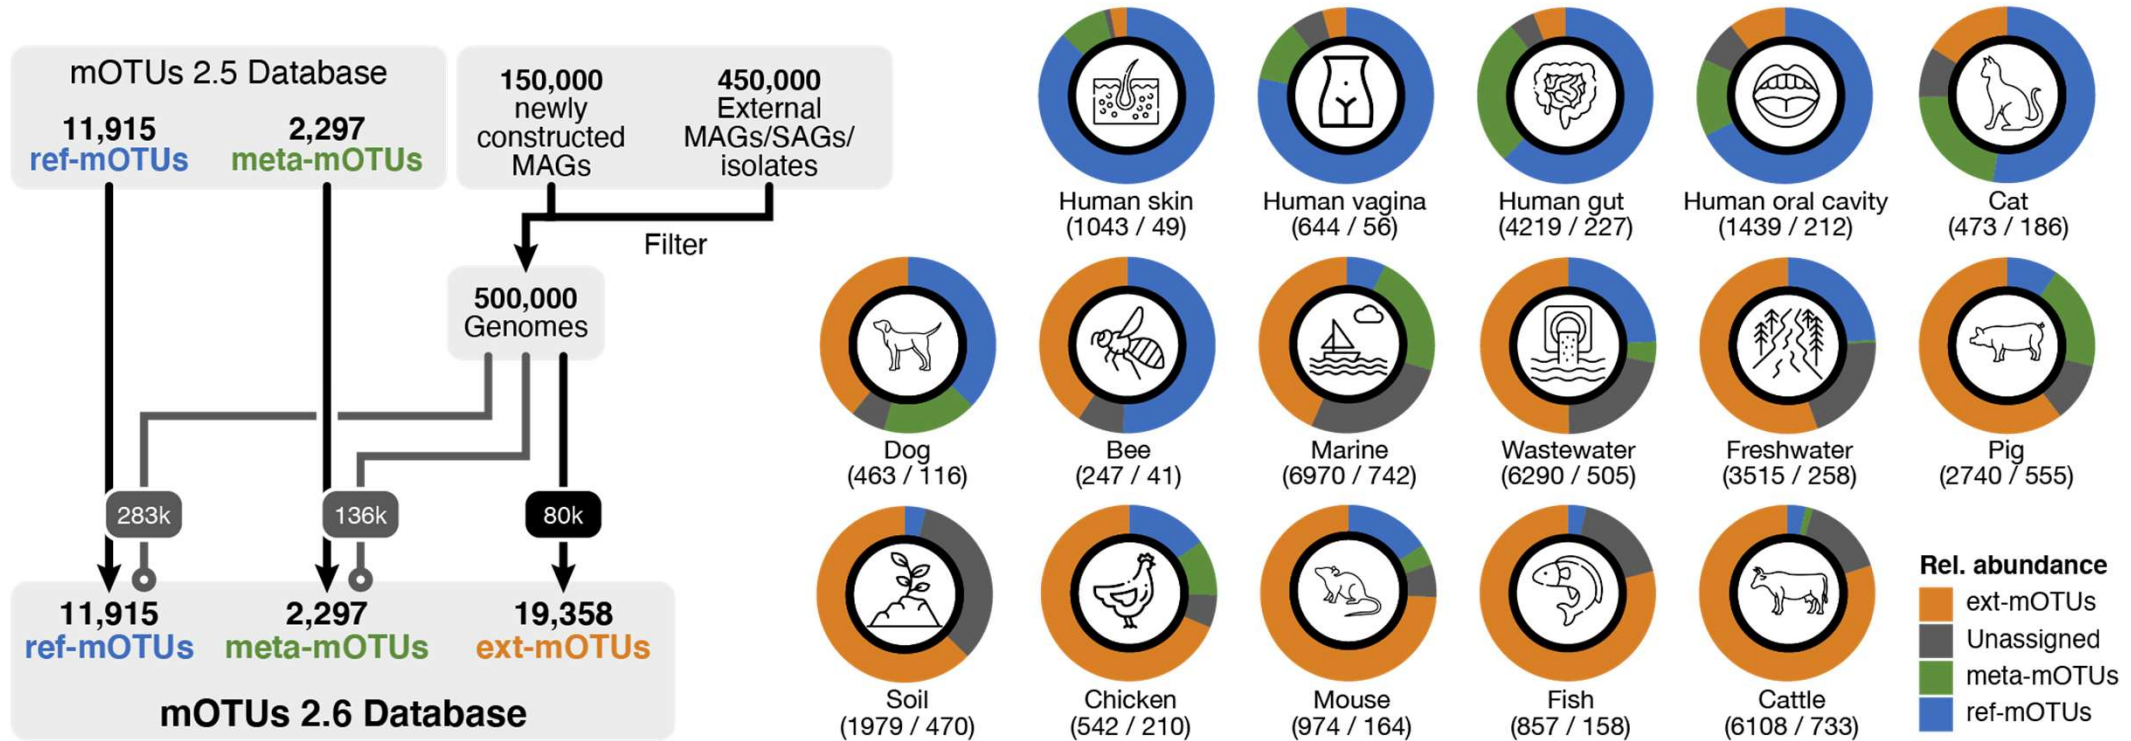 mOTUs 2.5 Database
11,915
ref-mOTUs
2,297
meta-mOTUs
150,000
newly
constructed
MAGs
450,000
External
MAGs/SAGs/
isolates
Filter
500,000
Genomes
283k
136k
80k
11,915
ref-mOTUs
2,297
meta-mOTUs
19,358
ext-mOTUs
mOTUs 2.6 Database
Human skin
(1043 / 49)
Human vagina
(644 / 56)
Human gut
(4219 / 227)
Human oral cavity
(1439 / 212)
Cat
(473 / 186)
Dog
(463 / 116)
Bee
(247 / 41)
Marine
(6970 / 742)
Wastewater
(6290 / 505)
Freshwater
(3515 / 258)
Pig
(2740 / 555)
Soil
(1979 / 470)
Chicken
(542 / 210)
Mouse
(974 / 164)
Fish
(857 / 158)
Cattle
(6108 / 733)
Rel. abundance
ext-mOTUs
Unassigned
meta-mOTUs
ref-mOTUs